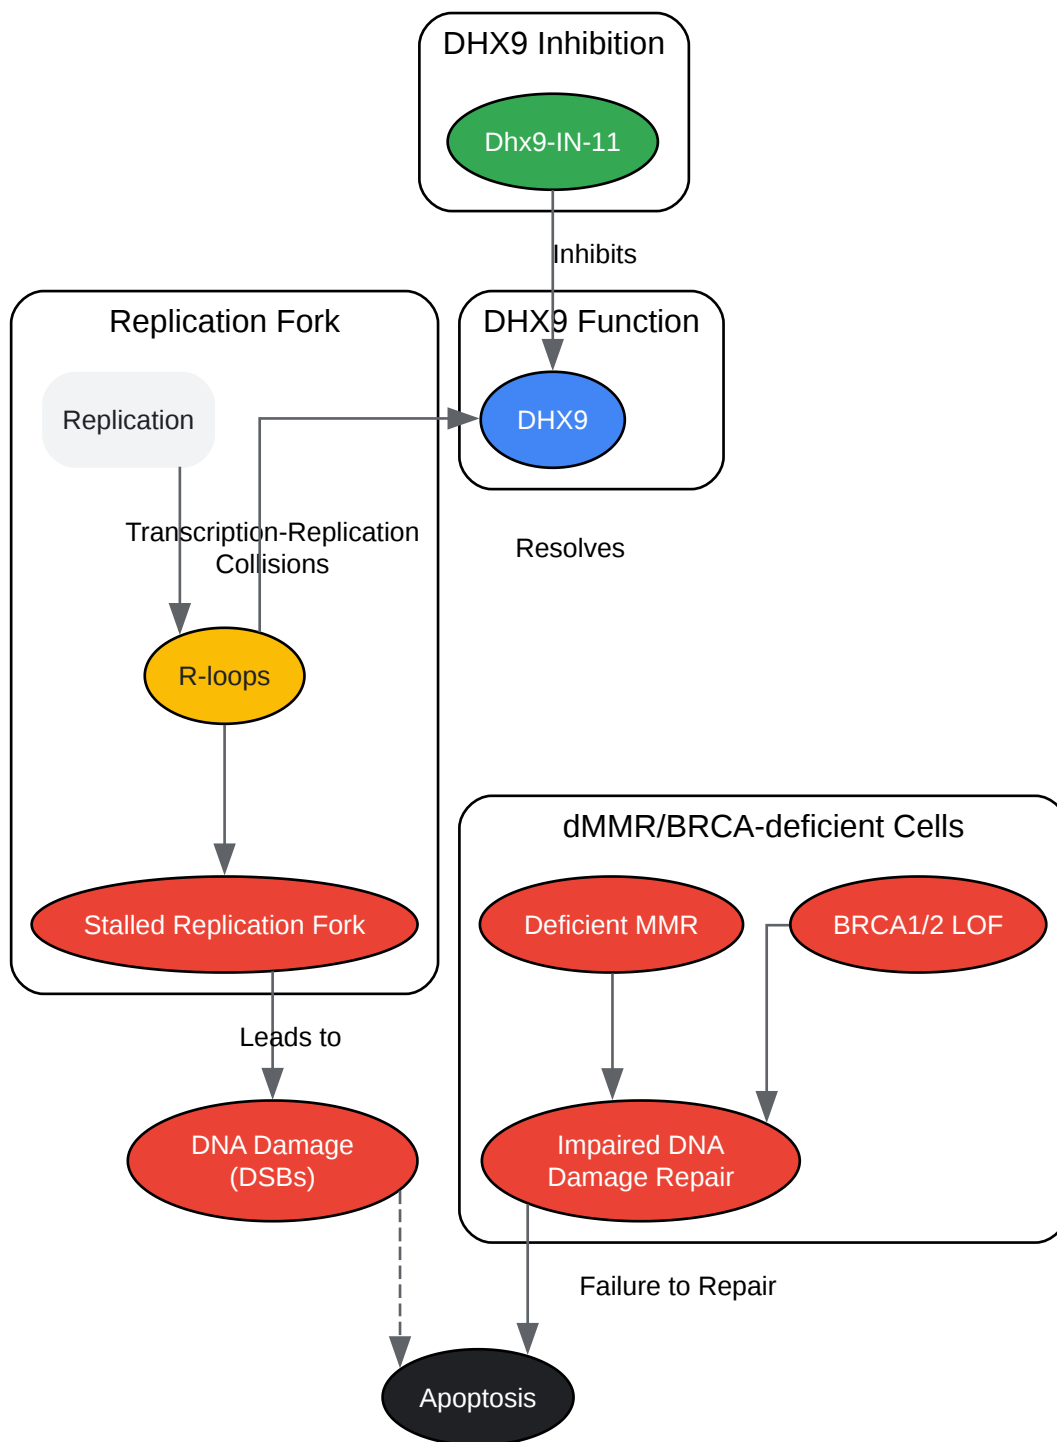 DHX9 Inhibition
Dhx9-IN-11
Inhibits
Replication Fork
DHX9 Function
Replication
DHX9
Transcription-Replication
Collisions
Resolves
R-loops
dMMR/BRCA-deficient Cells
Stalled Replication Fork
Deficient MMR
BRCA1/2 LOF
Leads to
DNA Damage
(DSBs)
Impaired DNA
Damage Repair
Failure to Repair
Apoptosis